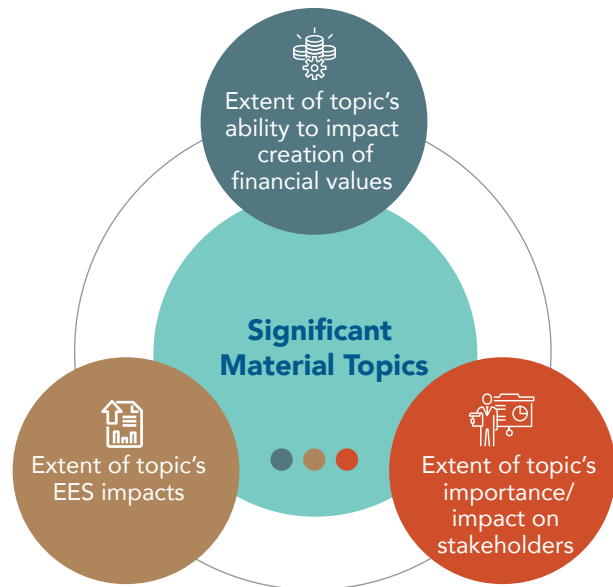 Extent of topic’s
ability to impact
creation of
financial values
Significant
Material Topics
Extent of topic’s
EES impacts
Extent of topic’s
importance/
impact on
stakeholders